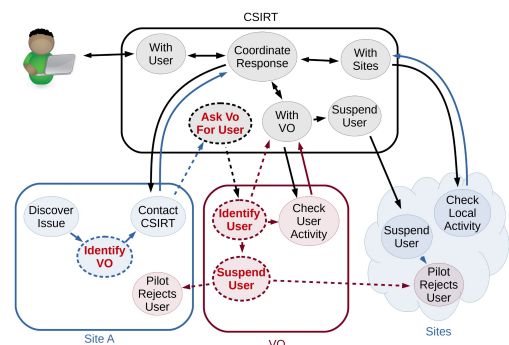 CSIRT
With
User
Coordinate
Response
With
Sites
Ask Vo
For User
With
VO
Suspend
User
Discover
Issue
Contact
CSIRT
Identify
VO
Identify
User
Check
User
Activity
Check
Local
Activity
Suspend
User
Pilot
Rejects
User
Suspend
User
Pilot
Rejects
User
Site A
VO
Sites